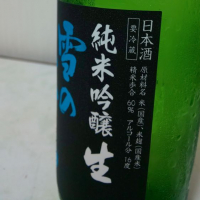 日本酒
要冷蔵
純米吟醸 生
雪の
原材料名 米(国産)、米麹(国産米)
精米歩合 60% アルコール分 16度